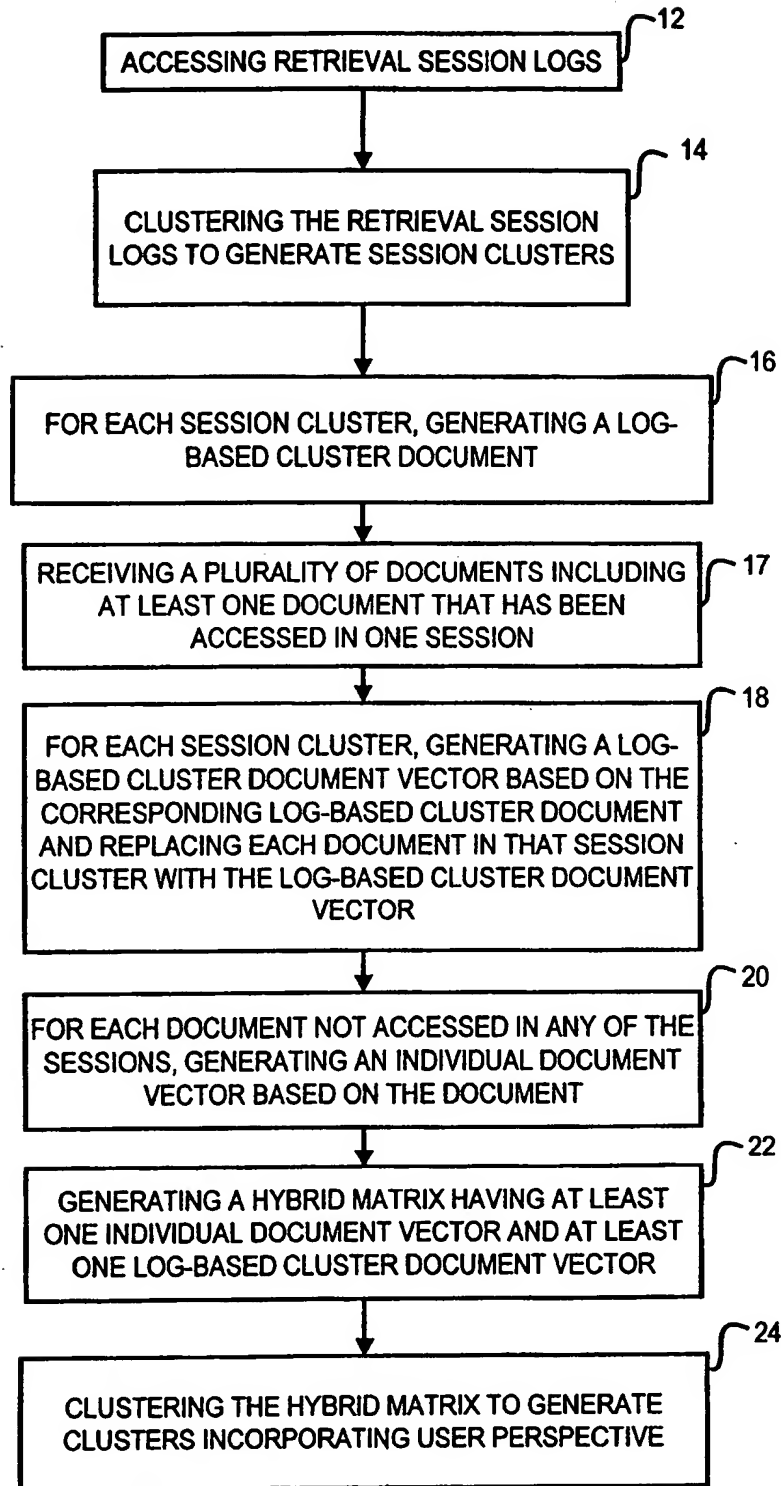 12
ACCESSING RETRIEVAL SESSION LOGS
14
CLUSTERING THE RETRIEVAL SESSION
LOGS TO GENERATE SESSION CLUSTERS
16
FOR EACH SESSION CLUSTER, GENERATING A LOG-
BASED CLUSTER DOCUMENT
17
RECEIVING A PLURALITY OF DOCUMENTS INCLUDING
AT LEAST ONE DOCUMENT THAT HAS BEEN
ACCESSED IN ONE SESSION
18
FOR EACH SESSION CLUSTER, GENERATING A LOG-
BASED CLUSTER DOCUMENT VECTOR BASED ON THE
CORRESPONDING LOG-BASED CLUSTER DOCUMENT
AND REPLACING EACH DOCUMENT IN THAT SESSION
CLUSTER WITH THE LOG-BASED CLUSTER DOCUMENT
VECTOR
20
FOR EACH DOCUMENT NOT ACCESSED IN ANY OF THE
SESSIONS, GENERATING AN INDIVIDUAL DOCUMENT
VECTOR BASED ON THE DOCUMENT
22
GENERATING A HYBRID MATRIX HAVING AT LEAST
ONE INDIVIDUAL DOCUMENT VECTOR AND AT LEAST
ONE LOG-BASED CLUSTER DOCUMENT VECTOR
24
CLUSTERING THE HYBRID MATRIX TO GENERATE
CLUSTERS INCORPORATING USER PERSPECTIVE